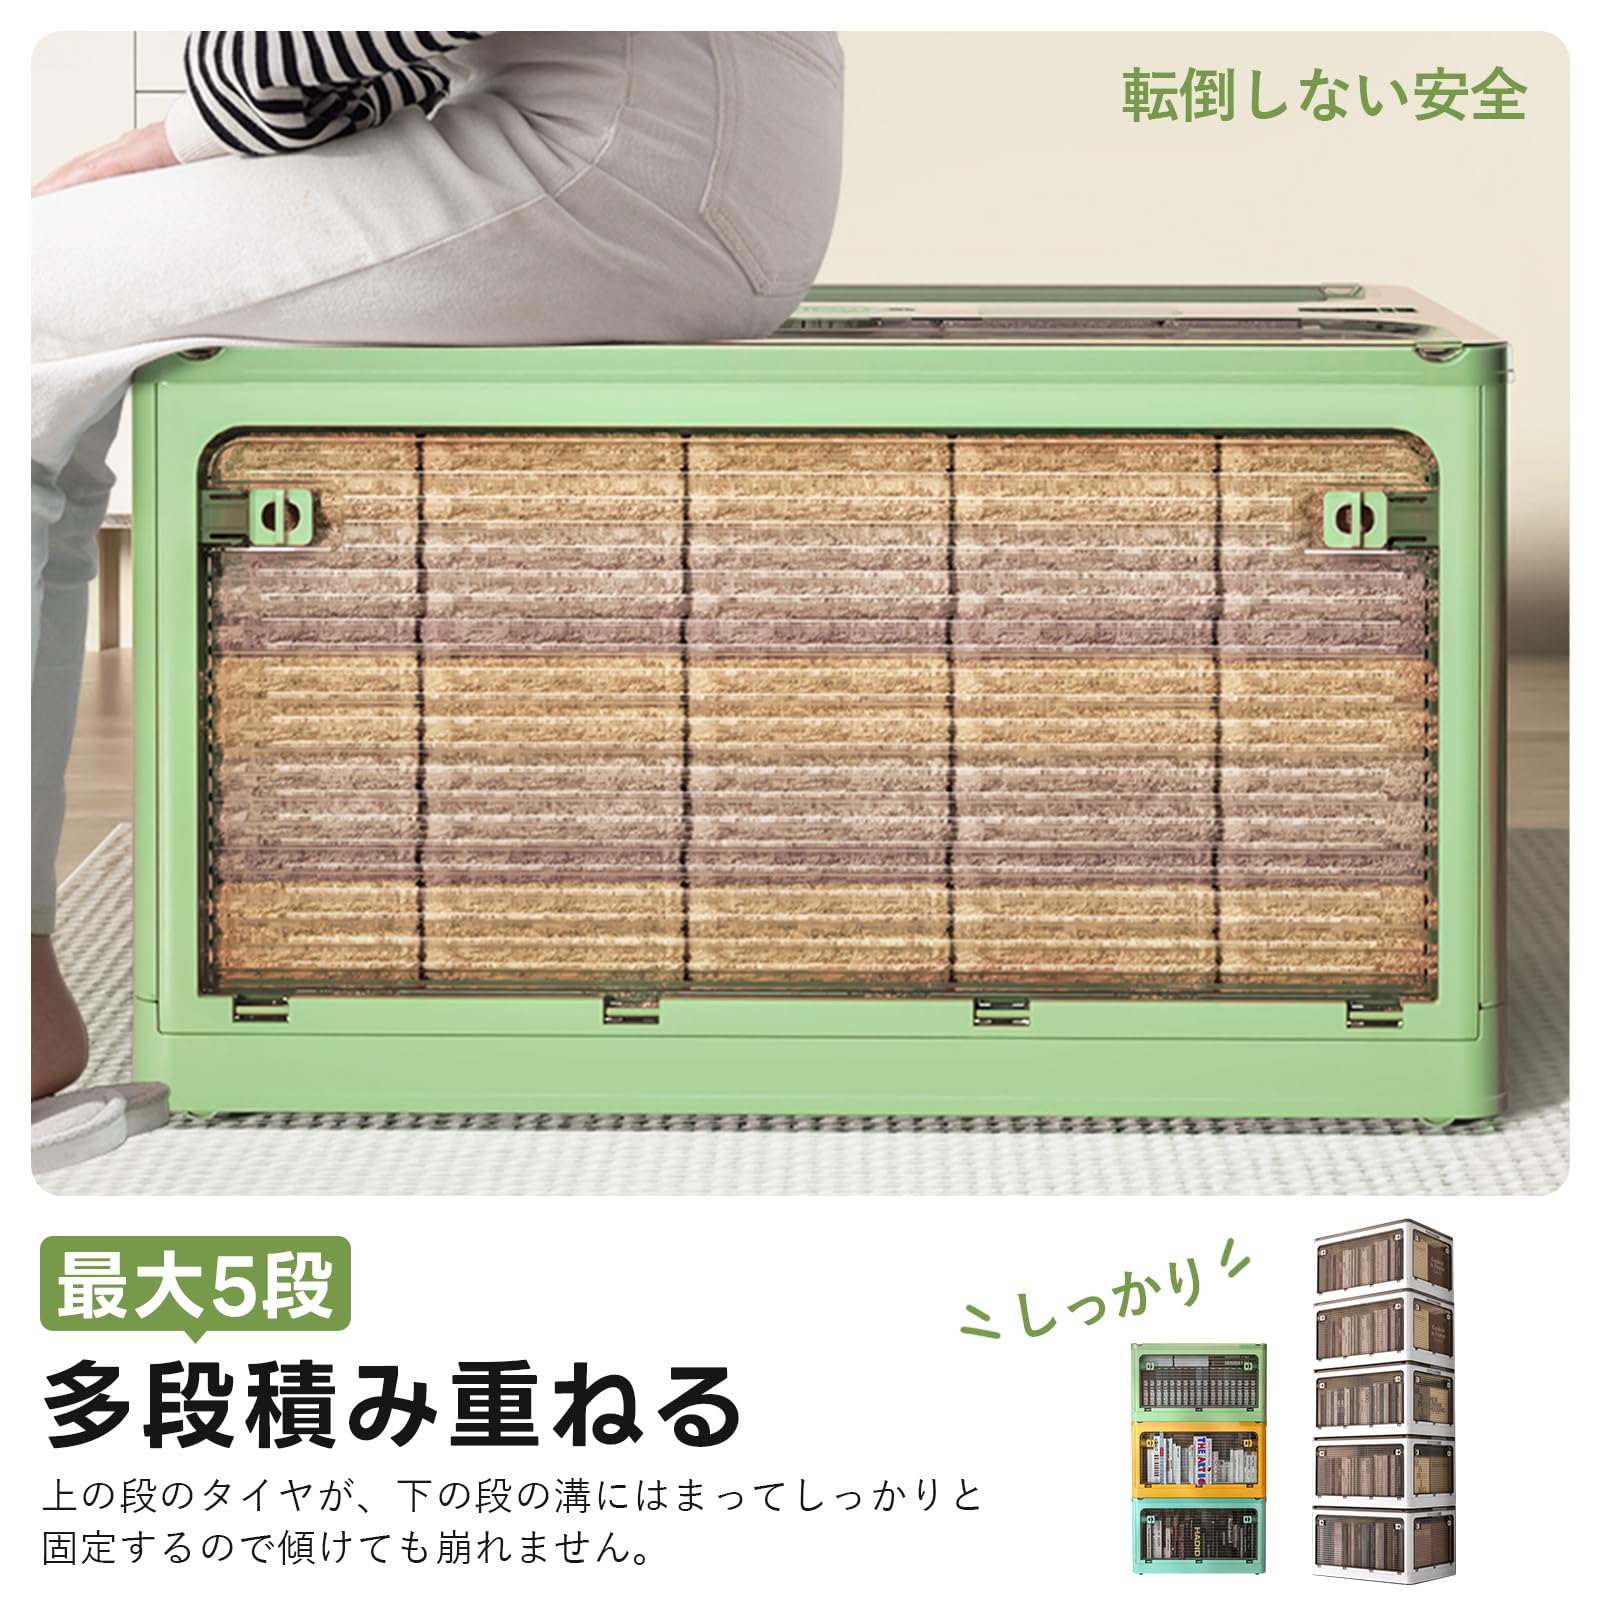 転倒しない安全
最大5段
多段積み重ねる
しっかり
上の段のタイヤが、下の段の溝にはまってしっかりと
固定するので傾けても崩れません。
THE ART
HADID